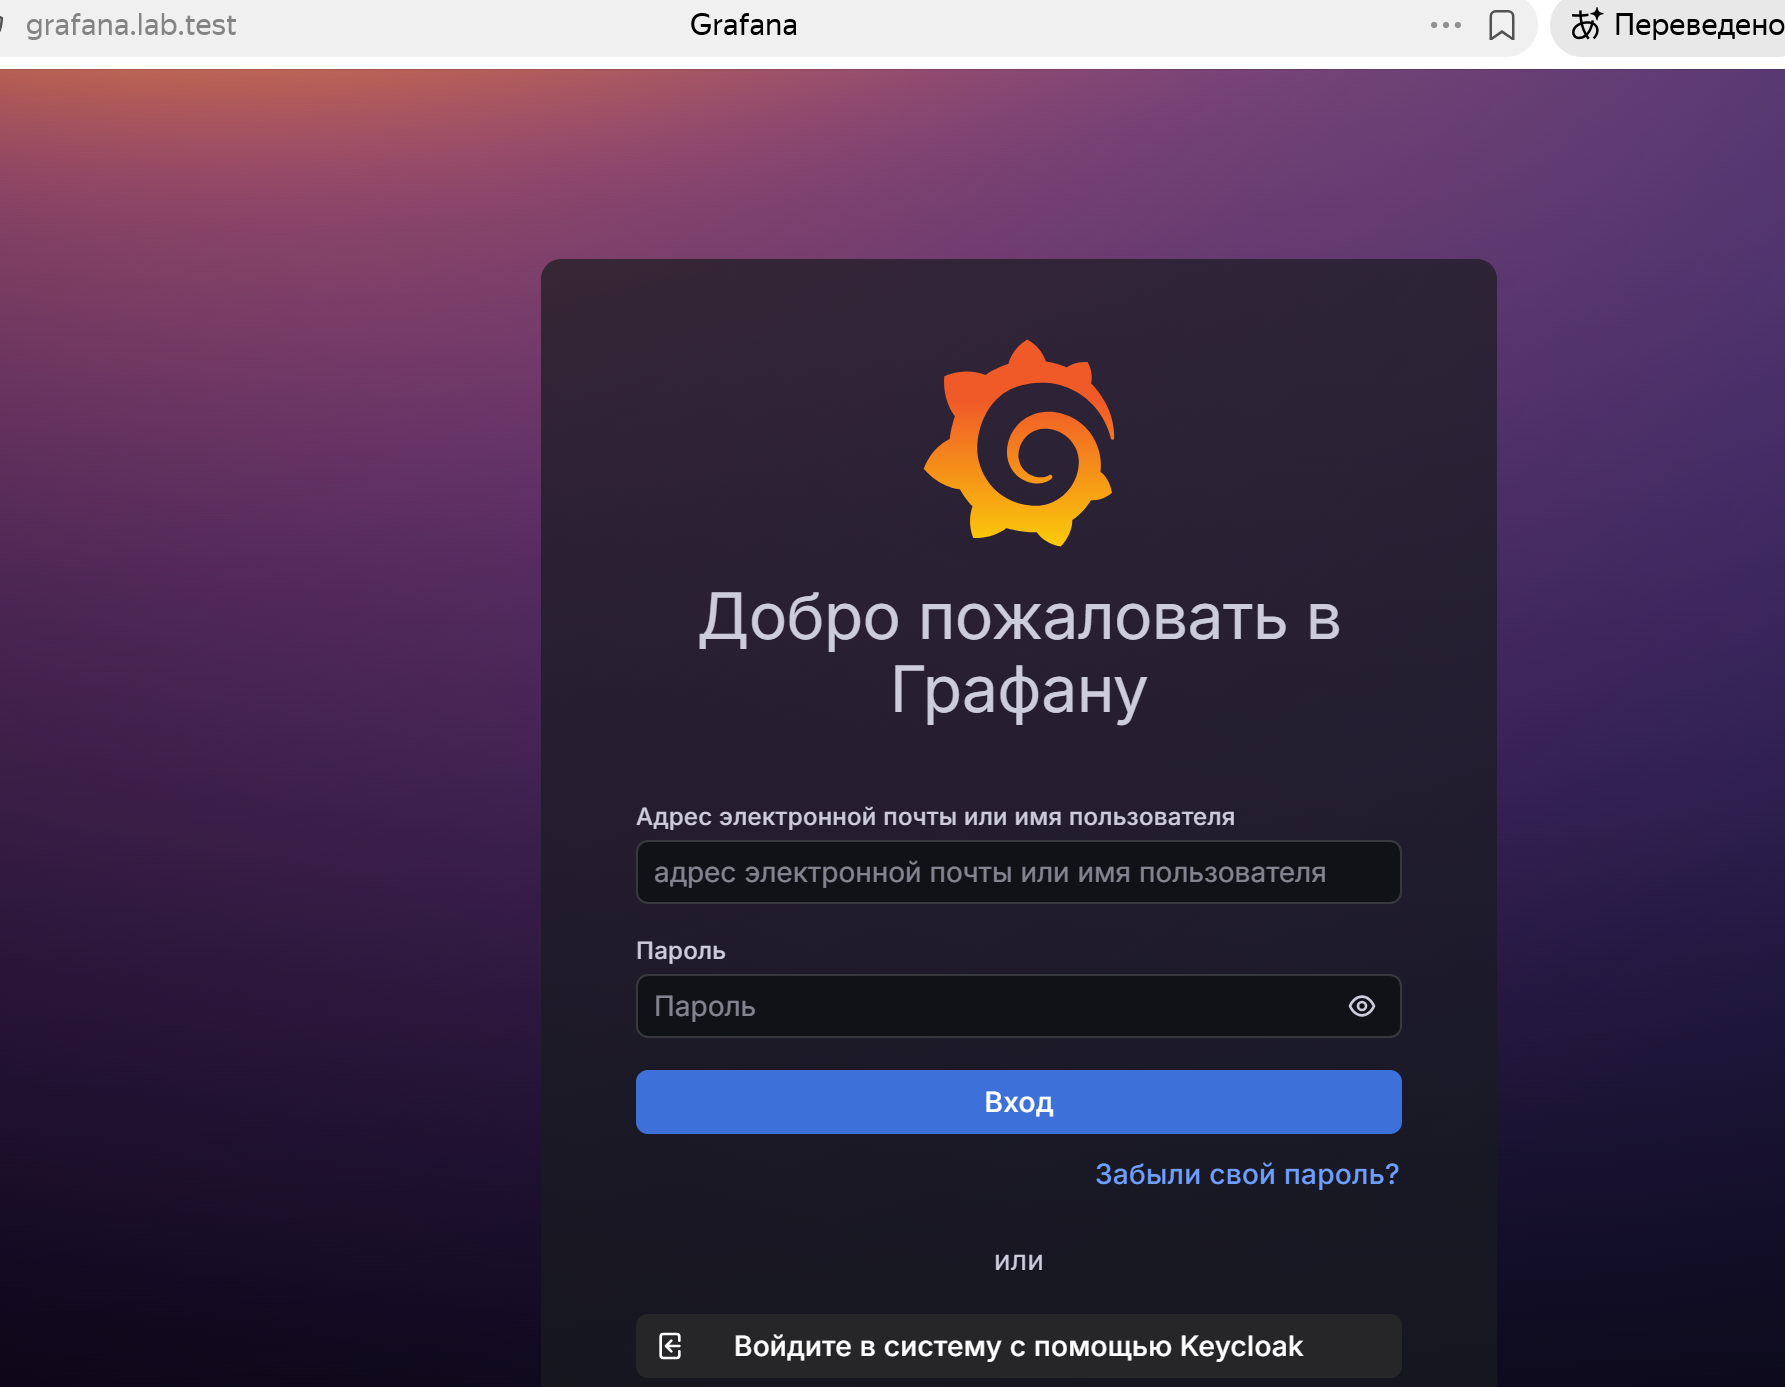 grafana.lab.test
Grafana
Переведено
Добро пожаловать в
Графану
Адрес электронной почты или имя пользователя
адрес электронной почты или имя пользователя
Пароль
Пароль
Вход
Забыли свой пароль?
или
Войдите в систему с помощью Keycloak